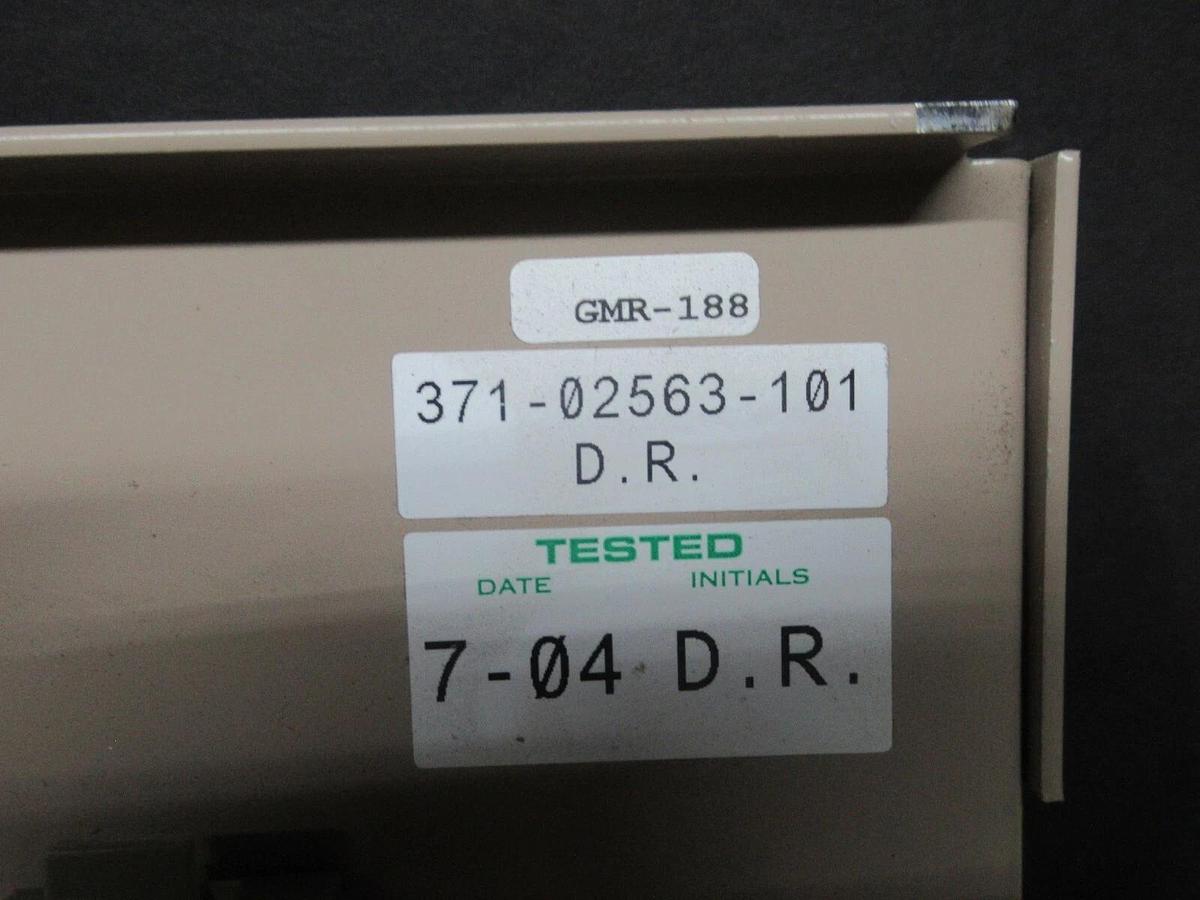 GMR-188
371-02563-101
D.R.
TESTED
DATE INITIALS
7-04 D.R.